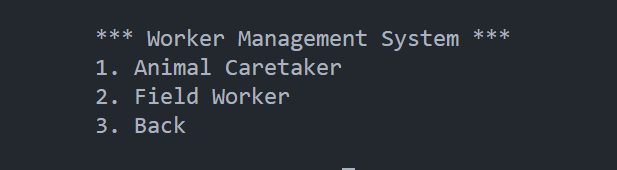 *** Worker Management System ***
1. Animal Caretaker
2. Field Worker
3. Back